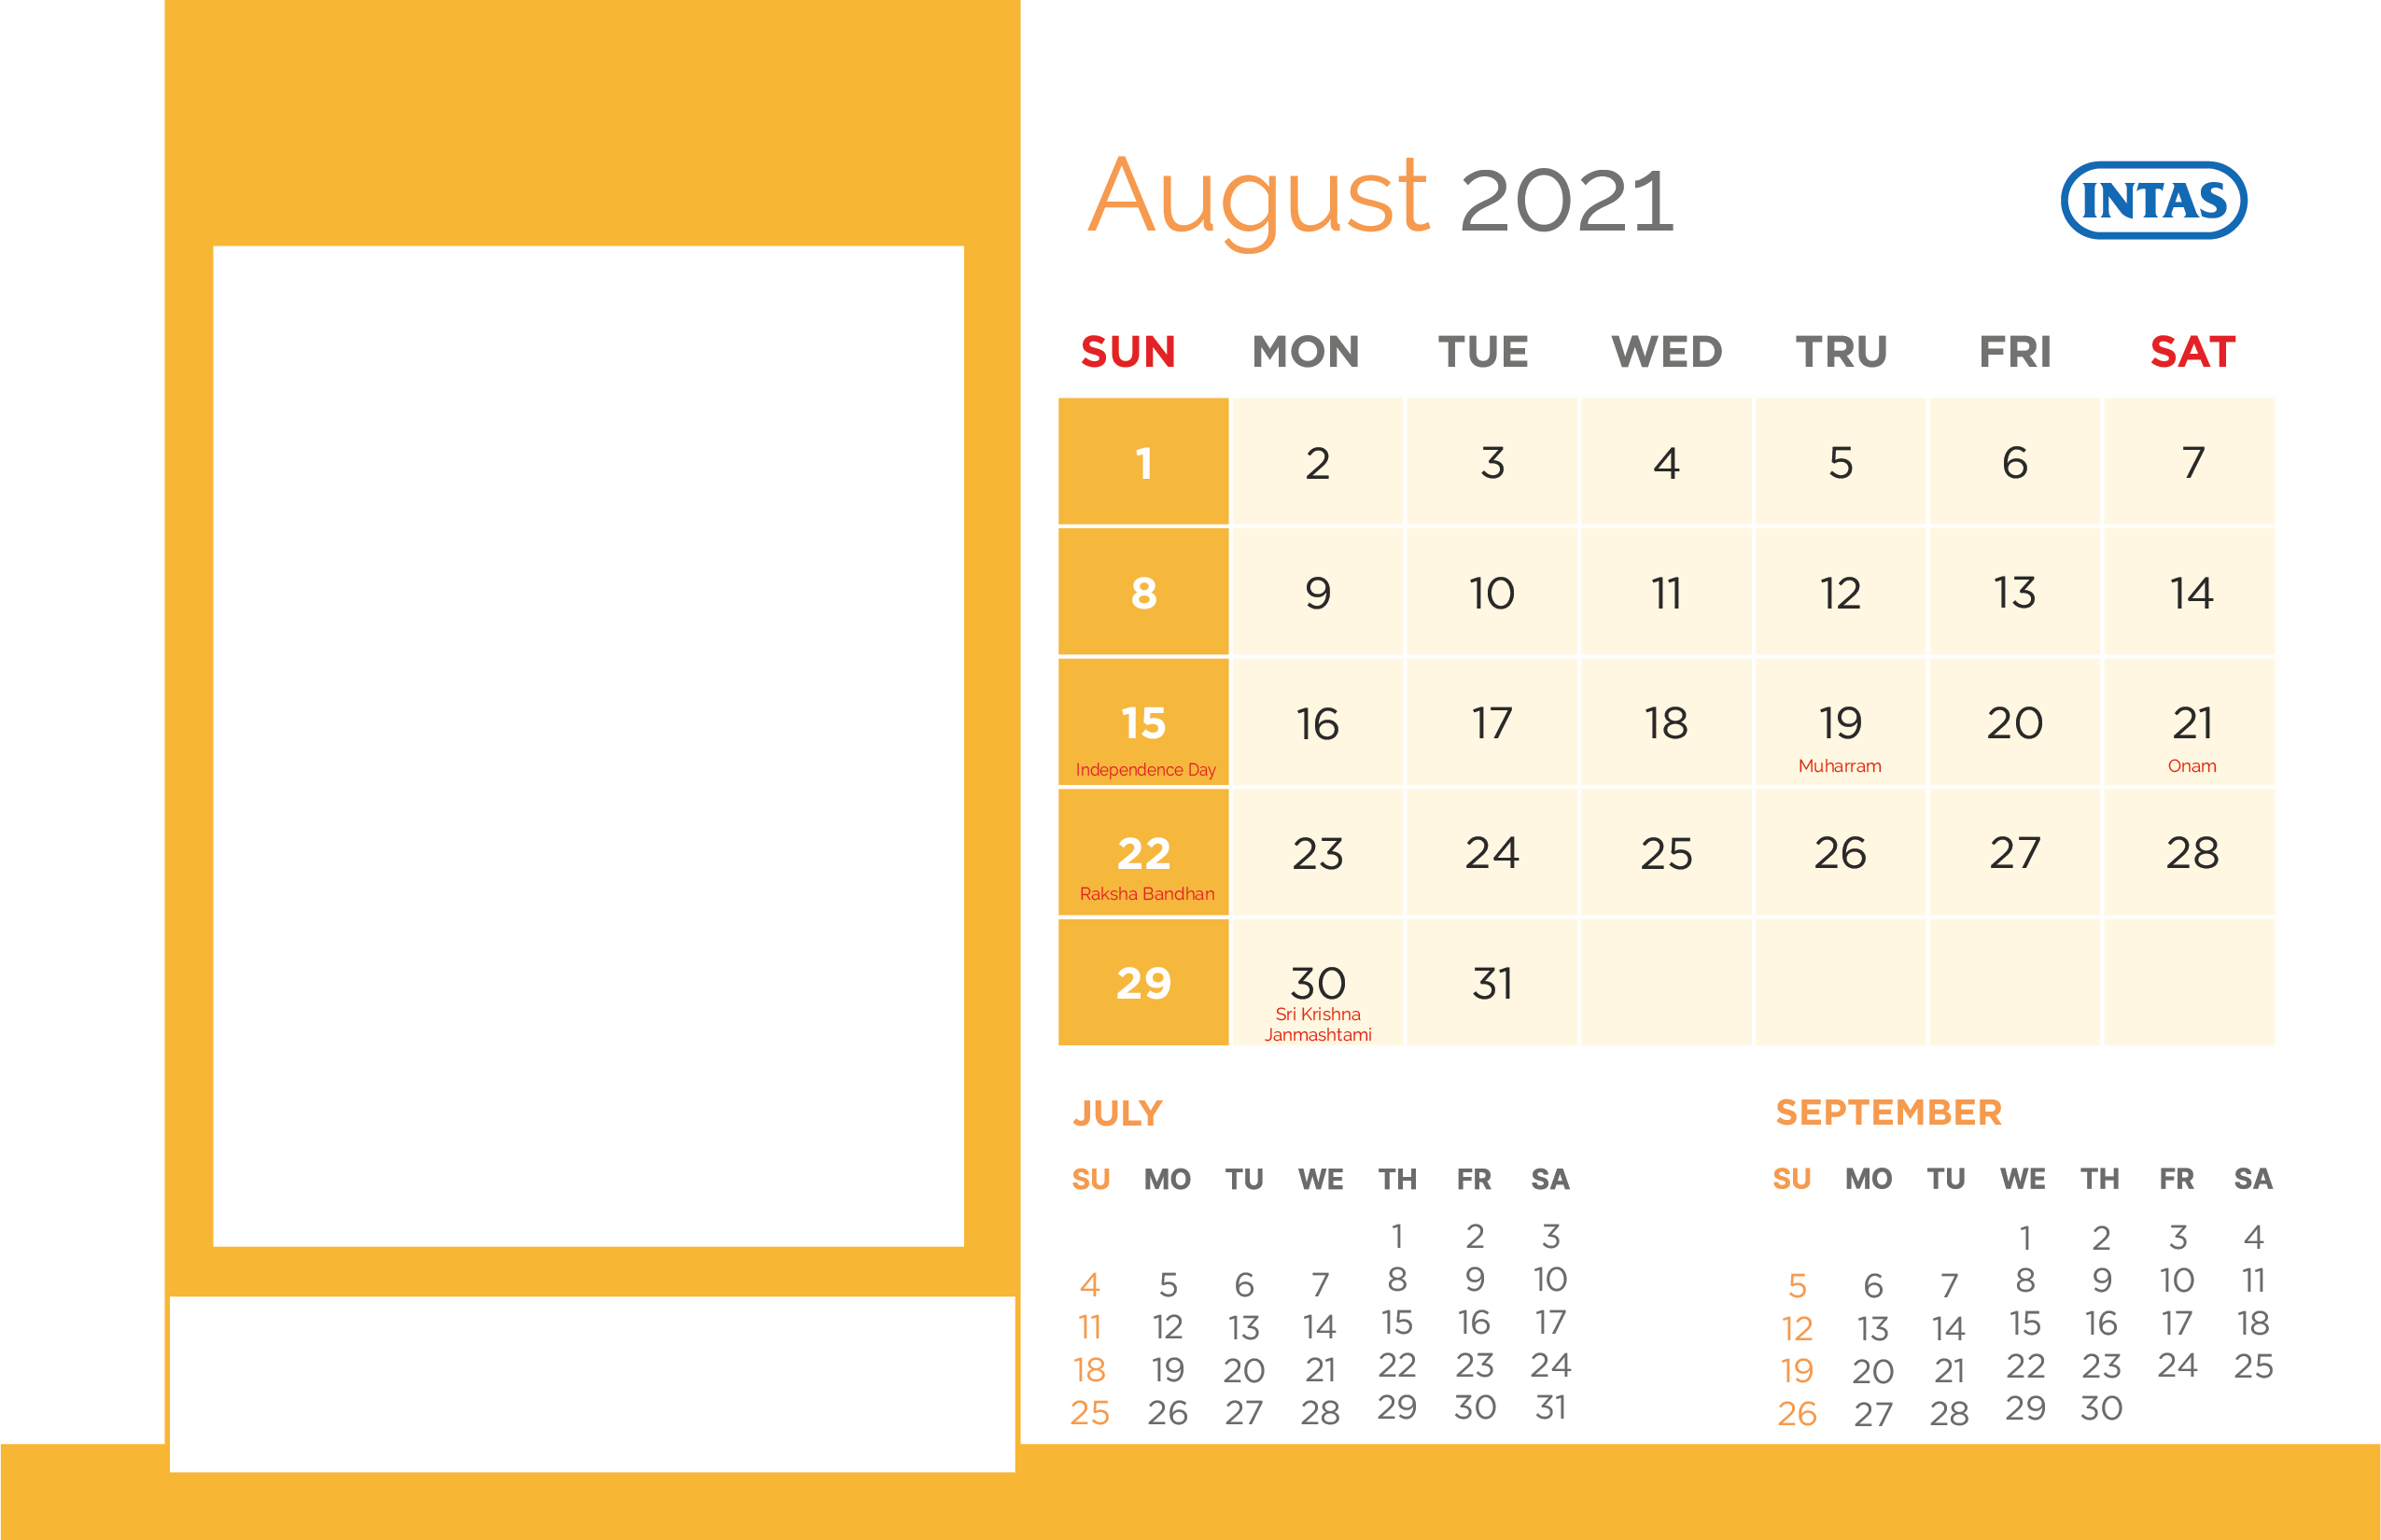 August 2021
INTAS
SUN MON TUE WED TRU FRI SAT
1 2 3 4 5 6 7
8 9 10 11 12 13 14
15 16 17 18 19 20 21
Independence Day Muharram Onam
22 23 24 25 26 27 28
Raksha Bandhan
29 30 31
Sri Krishna
Janmashtami
JULY
SU MO TU WE TH FR SA
1 2 3
4 5 6 7 8 9 10
11 12 13 14 15 16 17
18 19 20 21 22 23 24
25 26 27 28 29 30 31
SEPTEMBER
SU MO TU WE TH FR SA
1 2 3 4
5 6 7 8 9 10 11
12 13 14 15 16 17 18
19 20 21 22 23 24 25
26 27 28 29 30